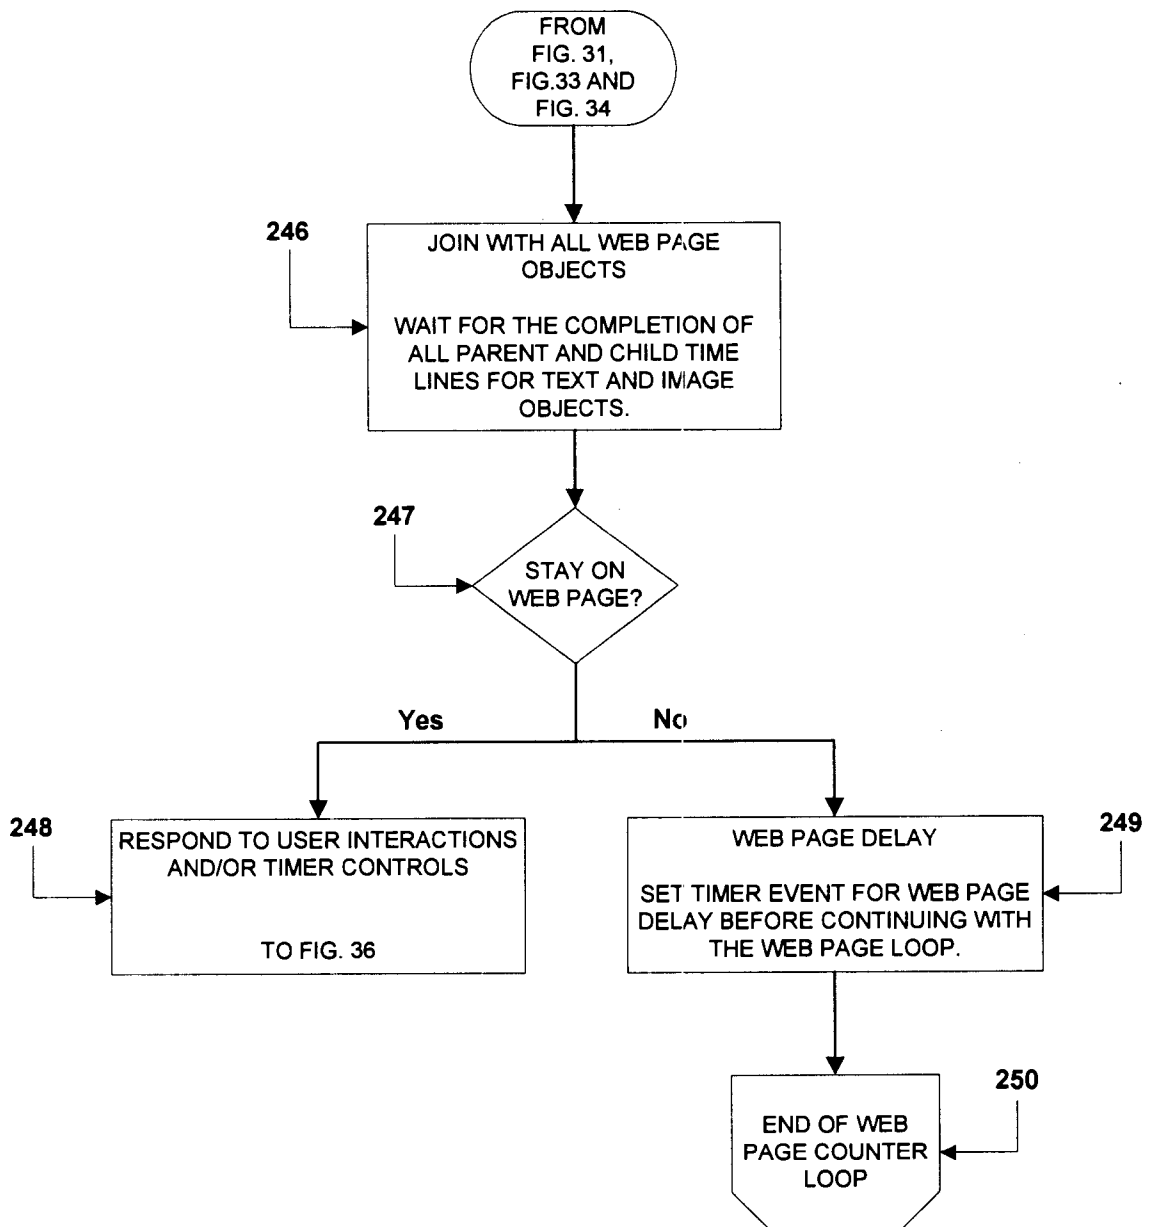 FROM
FIG. 31,
FIG.33 AND
FIG. 34
246
JOIN WITH ALL WEB PAGE
OBJECTS
WAIT FOR THE COMPLETION OF
ALL PARENT AND CHILD TIME
LINES FOR TEXT AND IMAGE
OBJECTS.
247
STAY ON
WEB PAGE?
Yes
No
248
RESPOND TO USER INTERACTIONS
AND/OR TIMER CONTROLS
TO FIG. 36
249
WEB PAGE DELAY
SET TIMER EVENT FOR WEB PAGE
DELAY BEFORE CONTINUING WITH
THE WEB PAGE LOOP.
250
END OF WEB
PAGE COUNTER
LOOP